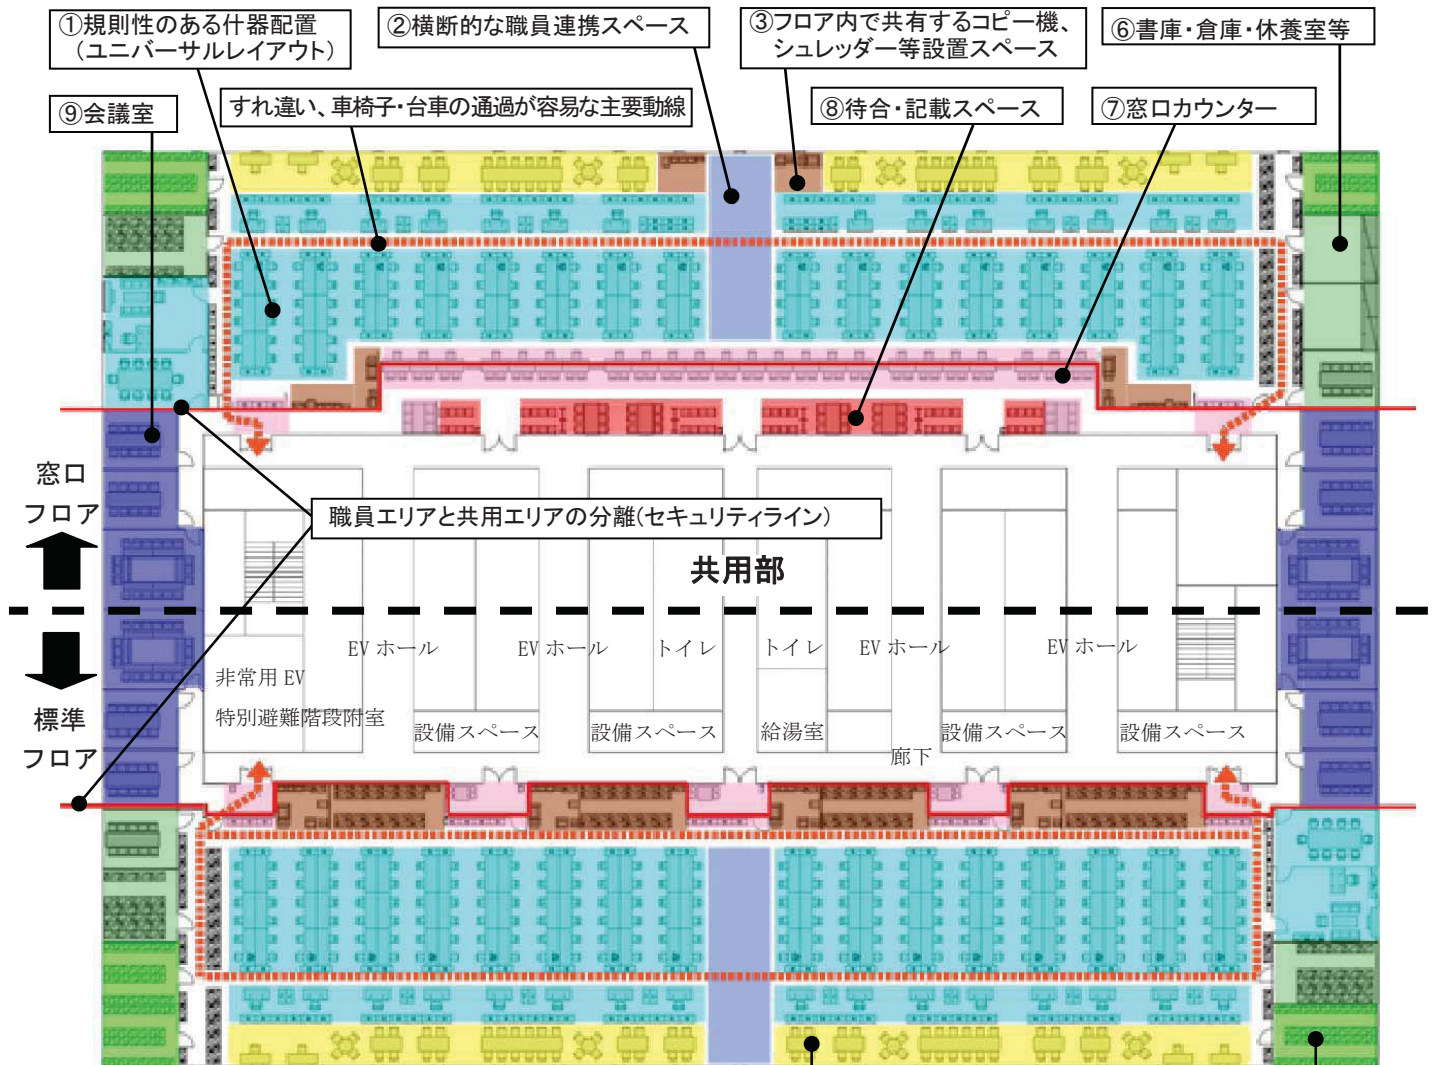 ①規則性のある什器配置
（ユニバーサルレイアウト）
②横断的な職員連携スペース
③フロア内で共有するコピー機、
シュレッダー等設置スペース
⑥書庫・倉庫・休養室等
⑨会議室
すれ違い、車椅子・台車の通過が容易な主要動線
⑧待合・記載スペース
⑦窓口カウンター
窓口
フロア
職員エリアと共用エリアの分離(セキュリティライン)
共用部
EV ホール
EV ホール
トイレ
トイレ
EV ホール
EV ホール
非常用 EV
特別避難階段附室
標準
フロア
設備スペース
設備スペース
給湯室
設備スペース
設備スペース
廊下